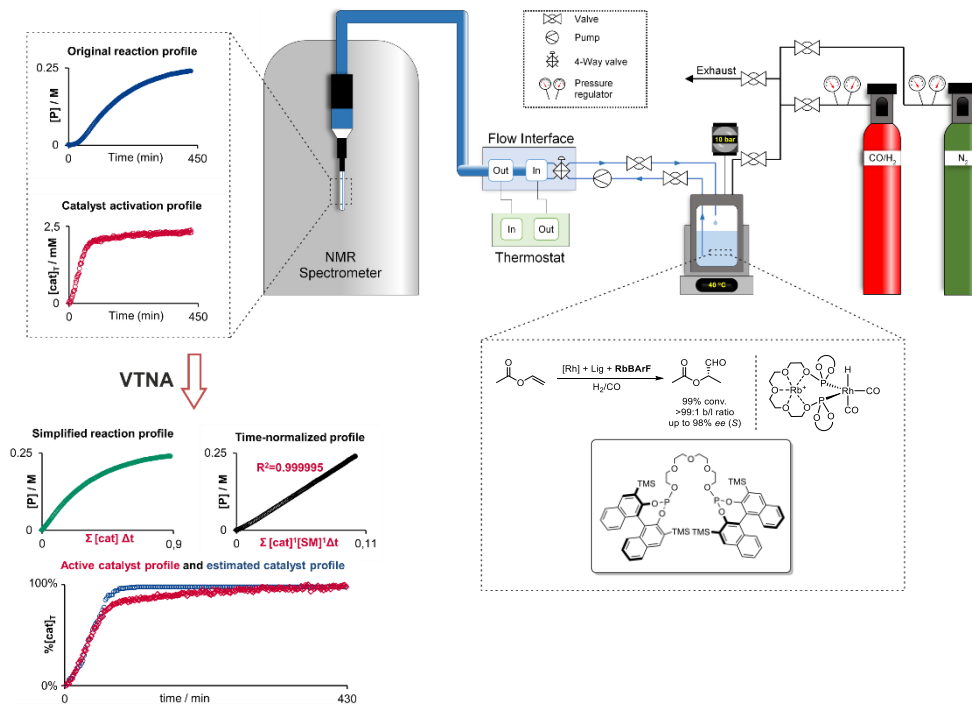 Original reaction profile
0.25
[P] / M
0
0
Time (min)
450
Catalyst activation profile
2,5
[cat]T / mM
0
0
Time (min)
450
NMR
Spectrometer
Valve
Pump
4-Way valve
Pressure
regulator
Exhaust
CO/H2
N2
10 bar
Flow Interface
Out
In
In
Out
Thermostat
40 °C
VTNA
Simplified reaction profile
0.25
[P] / M
0
0
Σ [cat] Δt
0,9
Time-normalized profile
0.25
R²=0.999995
[P] / M
0
0
Σ [cat]¹[SM]¹Δt
0,11
Active catalyst profile and estimated catalyst profile
100%
%[cat]T
0%
0
time / min
430
O
O
[Rh] + Lig + RbBArF
H2/CO
O
O
CHO
99% conv.
>99:1 b/l ratio
up to 98% ee (S)
O
O
O
O
O
Rb+
O
O
P
O
O
P
H
Rh
CO
CO
O
O
O
O
O
TMS
O
P
O
O
P
O
TMS
TMS
TMS